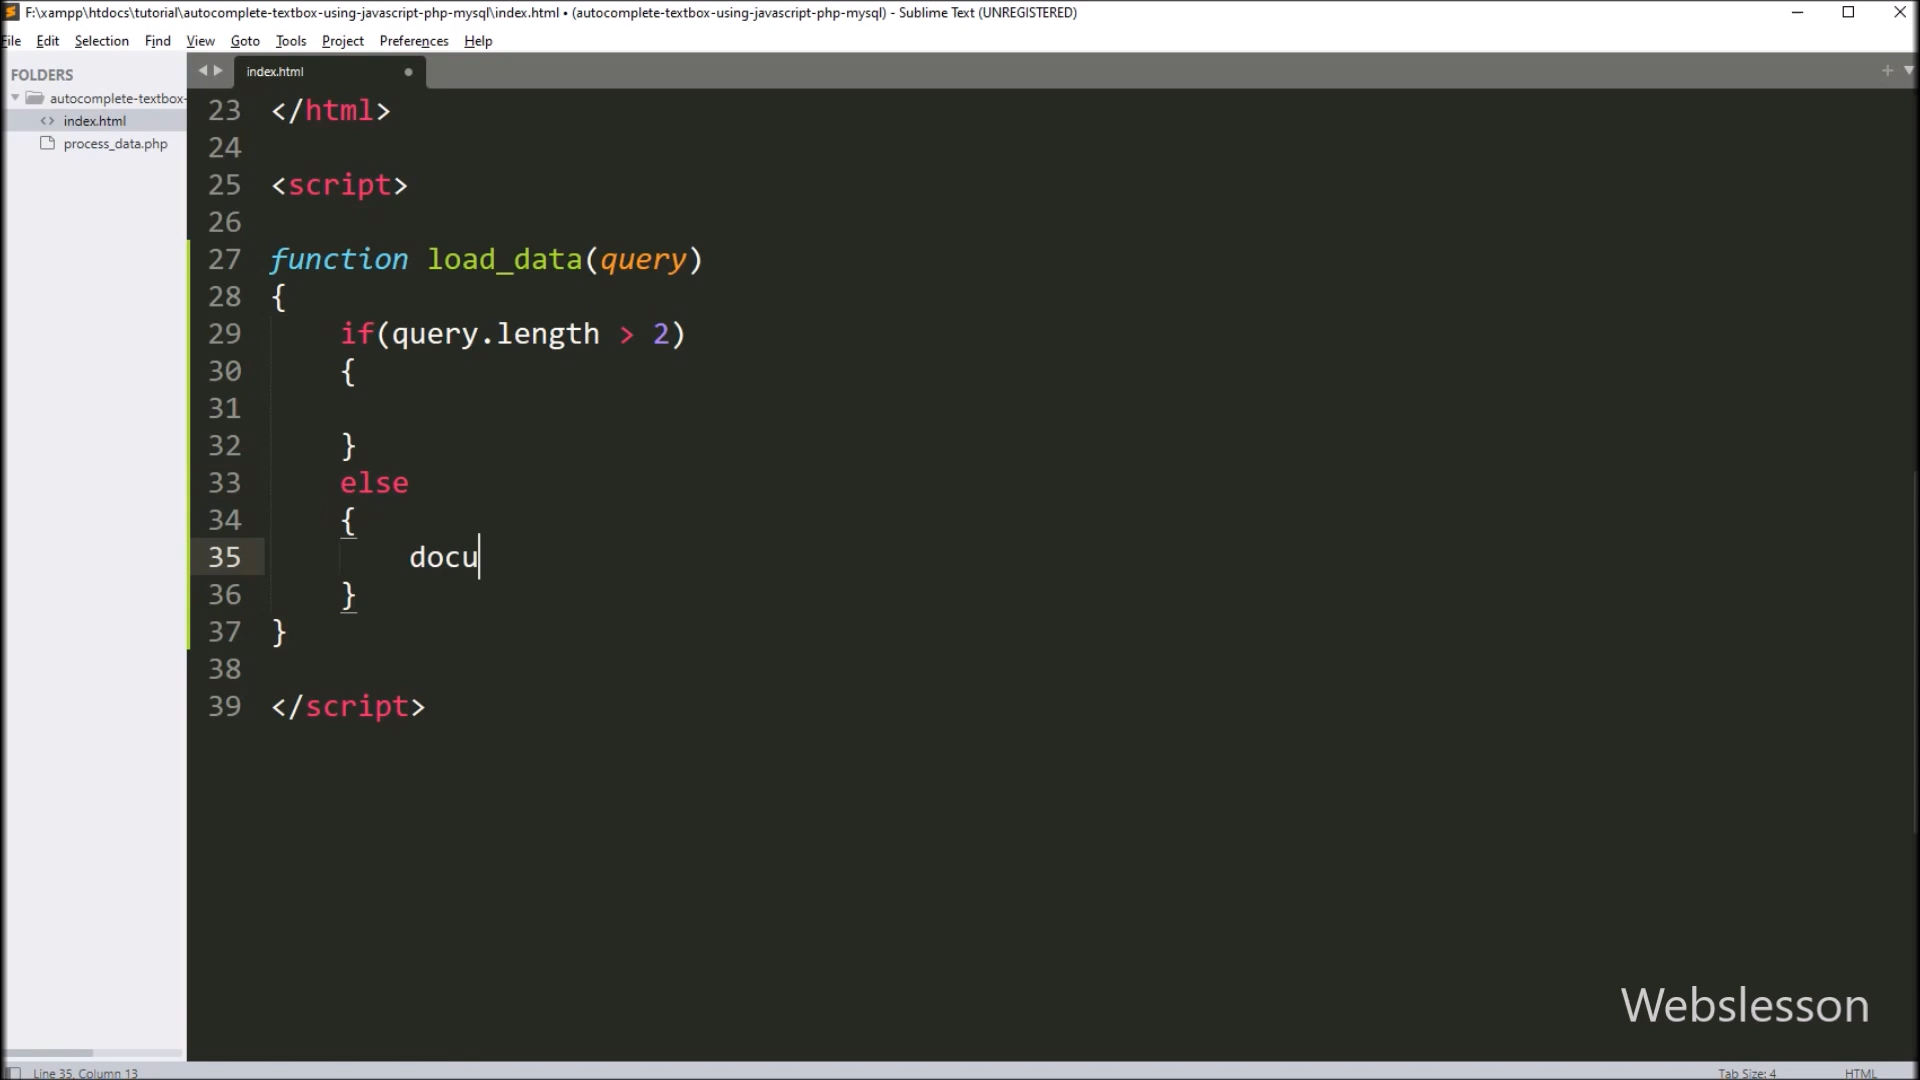 F:\xampp\htdocs\tutorial\autocomplete-textbox-using-javascript-php-mysql\index.html • (autocomplete-textbox-using-javascript-php-mysql) - Sublime Text (UNREGISTERED)
File Edit Selection Find View Goto Tools Project Preferences Help
FOLDERS
autocomplete-textbox-
index.html
process_data.php
index.html
23 </html>
24
25 <script>
26
27 function load_data(query)
28 {
29     if(query.length > 2)
30     {
31
32     }
33     else
34     {
35         docu
36     }
37 }
38
39 </script>
Webslesson
Line 35, Column 13
Tab Size: 4
HTML